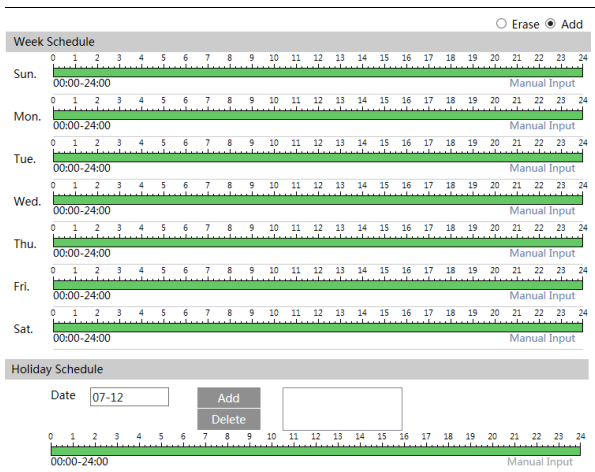 Erase Add
Week Schedule
0 1 2 3 4 5 6 7 8 9 10 11 12 13 14 15 16 17 18 19 20 21 22 23 24
Sun.
00:00-24:00 Manual Input
0 1 2 3 4 5 6 7 8 9 10 11 12 13 14 15 16 17 18 19 20 21 22 23 24
Mon.
00:00-24:00 Manual Input
0 1 2 3 4 5 6 7 8 9 10 11 12 13 14 15 16 17 18 19 20 21 22 23 24
Tue.
00:00-24:00 Manual Input
0 1 2 3 4 5 6 7 8 9 10 11 12 13 14 15 16 17 18 19 20 21 22 23 24
Wed.
00:00-24:00 Manual Input
0 1 2 3 4 5 6 7 8 9 10 11 12 13 14 15 16 17 18 19 20 21 22 23 24
Thu.
00:00-24:00 Manual Input
0 1 2 3 4 5 6 7 8 9 10 11 12 13 14 15 16 17 18 19 20 21 22 23 24
Fri.
00:00-24:00 Manual Input
0 1 2 3 4 5 6 7 8 9 10 11 12 13 14 15 16 17 18 19 20 21 22 23 24
Sat.
00:00-24:00 Manual Input
Holiday Schedule
Date 07-12 Add
Delete
0 1 2 3 4 5 6 7 8 9 10 11 12 13 14 15 16 17 18 19 20 21 22 23 24
00:00-24:00 Manual Input